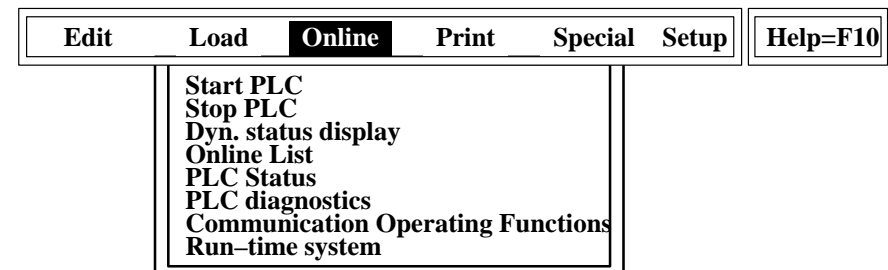 Edit Load Online Print Special Setup Help=F10
Start PLC
Stop PLC
Dyn. status display
Online List
PLC Status
PLC diagnostics
Communication Operating Functions
Run–time system